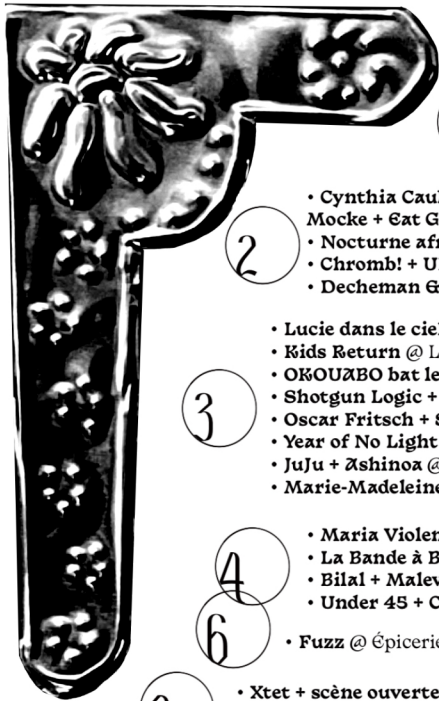 2
• Cynthia Caul
Mocke + Eat G
• Nocturne afr
• Chromb! + U
• Decheman &
3
• Lucie dans le ciel
• Kids Return @ L
• OKOUABO bat le
• Shotgun Logic +
• Oscar Fritsch + S
• Year of No Light
• JuJu + Ashinoa @
• Marie-Madeleine
4
• Maria Violen
• La Bande à B
• Bilal + Malev
• Under 45 + C
6
• Fuzz @ Épicerie
• Xtet + scène ouverte